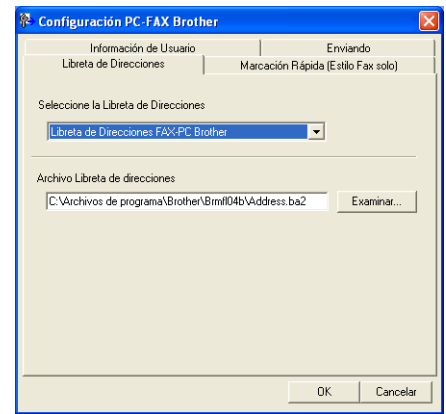 Configuración PC-FAX Brother
Información de Usuario
Enviando
Libreta de Direcciones
Marcación Rápida (Estilo Fax solo)
Seleccione la Libreta de Direcciones
Libreta de Direcciones FAX-PC Brother
Archivo Libreta de direcciones
C:\Archivos de programa\Brother\Brmfl04b\Address.ba2
Examinar...
OK
Cancelar